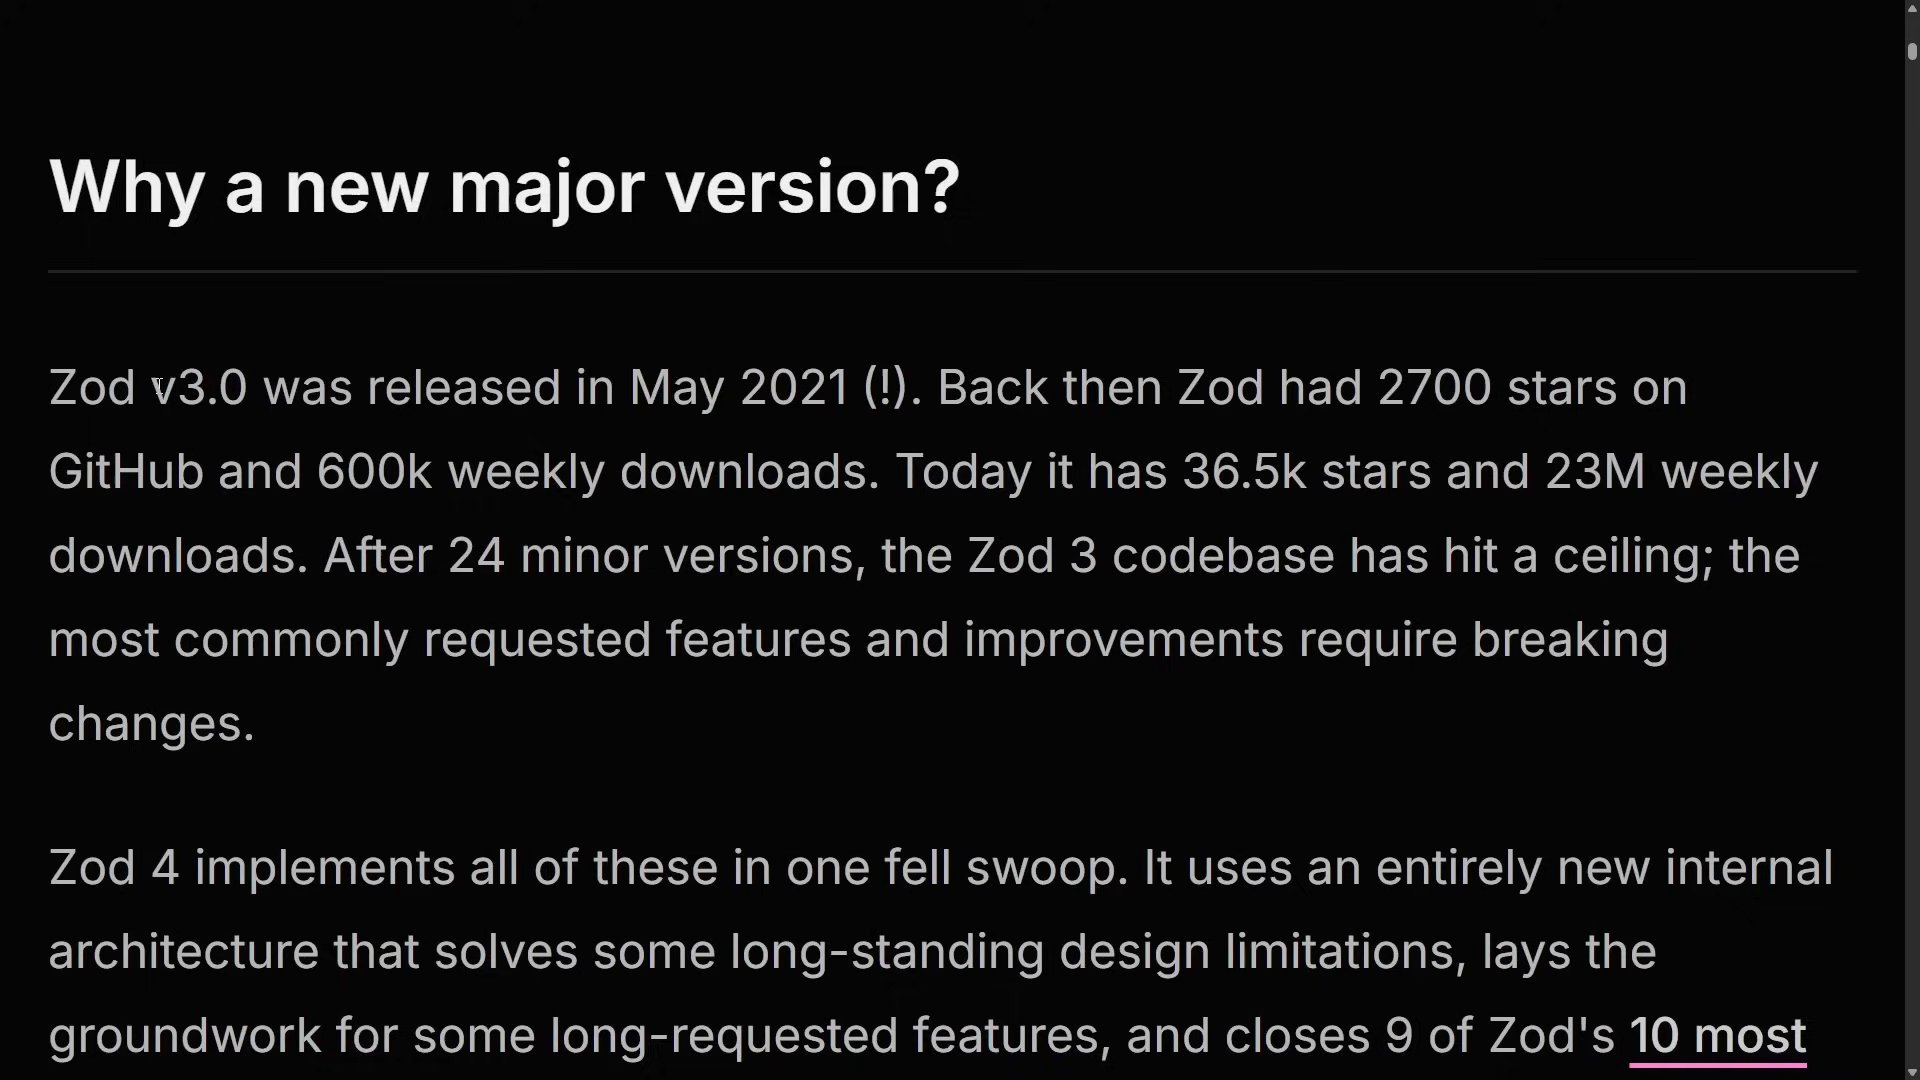 Why a new major version?
Zod v3.0 was released in May 2021 (!). Back then Zod had 2700 stars on
GitHub and 600k weekly downloads. Today it has 36.5k stars and 23M weekly
downloads. After 24 minor versions, the Zod 3 codebase has hit a ceiling; the
most commonly requested features and improvements require breaking
changes.
Zod 4 implements all of these in one fell swoop. It uses an entirely new internal
architecture that solves some long-standing design limitations, lays the
groundwork for some long-requested features, and closes 9 of Zod's 10 most